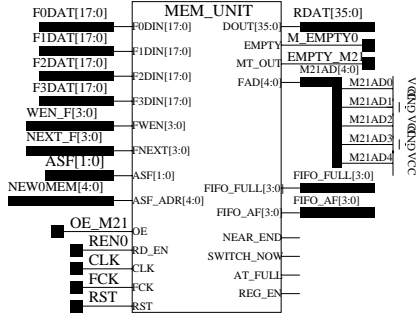 MEM_UNIT
F0DAT[17:0]
F0DIN[17:0]
F1DAT[17:0]
F1DIN[17:0]
F2DAT[17:0]
F2DIN[17:0]
F3DAT[17:0]
F3DIN[17:0]
WEN_F[3:0]
FWEN[3:0]
NEXT_F[3:0]
FNEXT[3:0]
ASF[1:0]
ASF[1:0]
NEW0MEM[4:0]
ASF_ADR[4:0]
OE_M21
OE
REN0
RD_EN
CLK
CLK
FCK
FCK
RST
RST
RDAT[35:0]
DOUT[35:0]
M_EMPTY0
EMPTY
EMPTY_M21
MT_OUT
M21AD[4:0]
FAD[4:0]
M21AD0
M21AD1
M21AD2
M21AD3
M21AD4
VCC
GND
VCC
GND
VCC
FIFO_FULL[3:0]
FIFO_FULL[3:0]
FIFO_AF[3:0]
FIFO_AF[3:0]
NEAR_END
SWITCH_NOW
AT_FULL
REG_EN